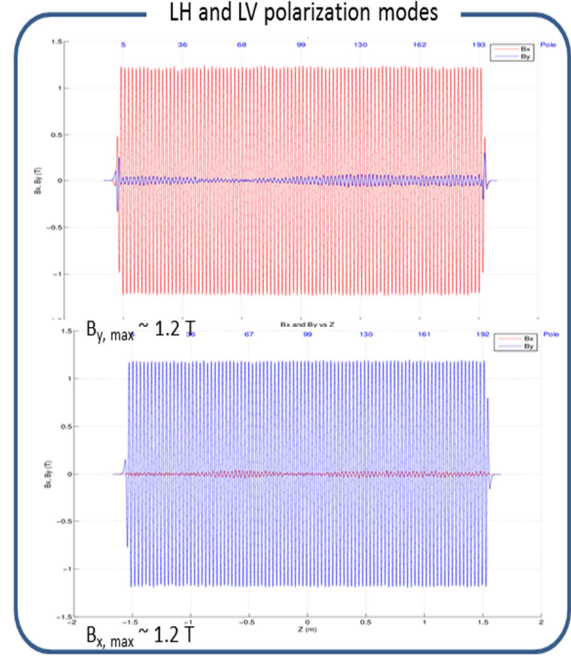 LH and LV polarization modes
5 36 68 99 130 162 193 Pole
1.5
Bx
By
1
0.5
0
-0.5
-1
Bx, By (T)
By, max ~ 1.2 T
Bx and By vs Z
1.5
36 67 99 130 161 192 Pole
Bx
By
1
0.5
0
-0.5
-1
-1.5
Bx, By (T)
-2 -1.5 -1 -0.5 0 0.5 1 1.5 2
Z (m)
Bx, max ~ 1.2 T